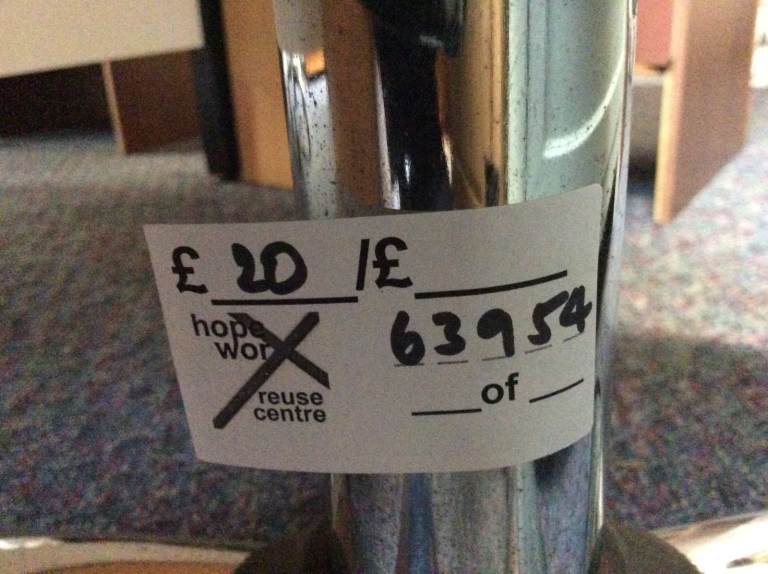 £ 20 /£
hope
wor
63954
of
reuse
centre